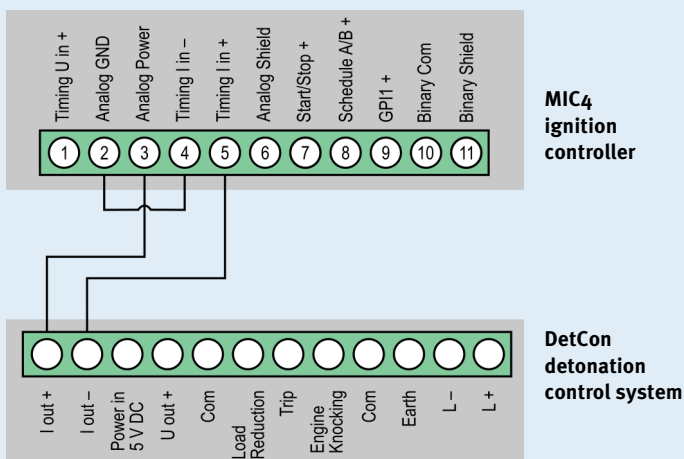 Timing U in +
Analog GND
Analog Power
Timing I in –
Timing I in +
Analog Shield
Start/Stop +
Schedule A/B +
GPI1 +
Binary Com
Binary Shield
1 2 3 4 5 6 7 8 9 10 11
MIC4
ignition
controller
DetCon
detonation
control system
I out +
I out –
Power in
5 V DC
U out +
Com
Load
Reduction
Trip
Engine
Knocking
Com
Earth
L –
L +